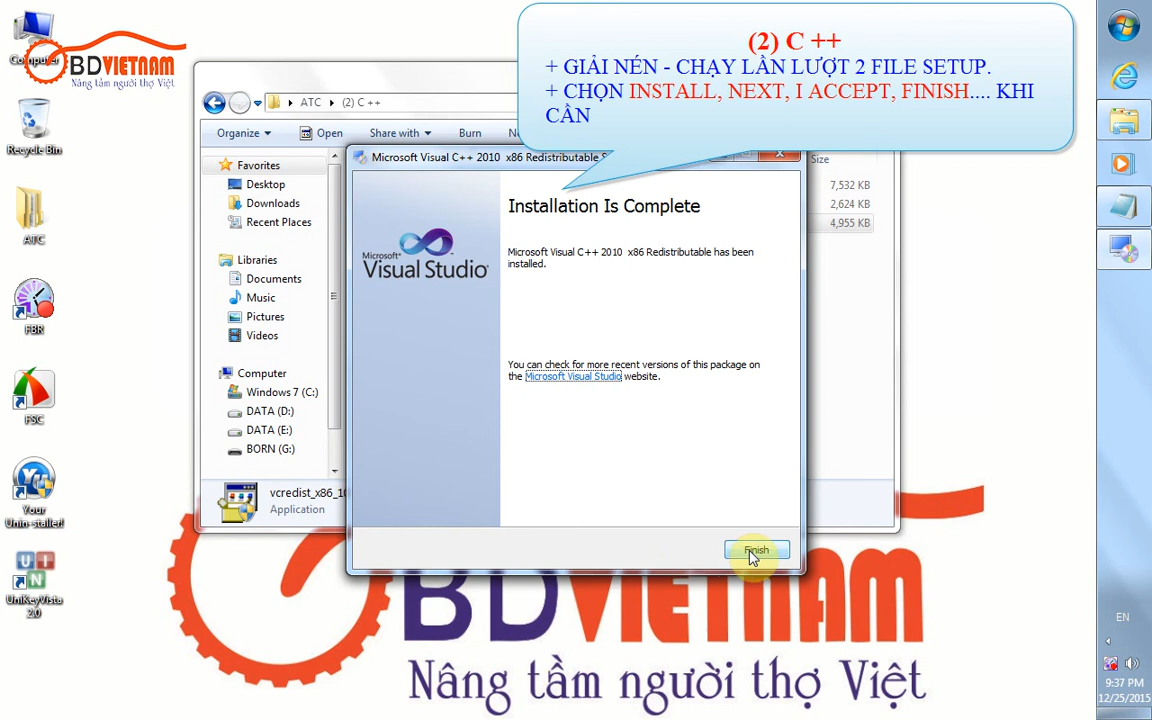 (2) C ++
+ GIẢI NÉN - CHẠY LẦN LƯỢT 2 FILE SETUP.
+ CHỌN INSTALL, NEXT, I ACCEPT, FINISH.... KHI
CẦN
Computer
BDVIETNAM
Nâng tầm người thợ Việt
Recycle Bin
ATC
FBR
FSC
Your
Unin-staller!
UniKeyVista
2.0
ATC
(2) C ++
Organize
Open
Share with
Burn
Size
7,532 KB
2,624 KB
4,955 KB
Favorites
Desktop
Downloads
Recent Places
Libraries
Documents
Music
Pictures
Videos
Computer
Windows 7 (C:)
DATA (D:)
DATA (E:)
BORN (G:)
vcredist_x86_10
Application
Microsoft Visual C++ 2010 x86 Redistributable
Microsoft®
Visual Studio®
Installation Is Complete
Microsoft Visual C++ 2010 x86 Redistributable has been
installed.
You can check for more recent versions of this package on
the Microsoft Visual Studio website.
Finish
BDVIETNAM
Nâng tầm người thợ Việt
EN
9:37 PM
12/25/2015